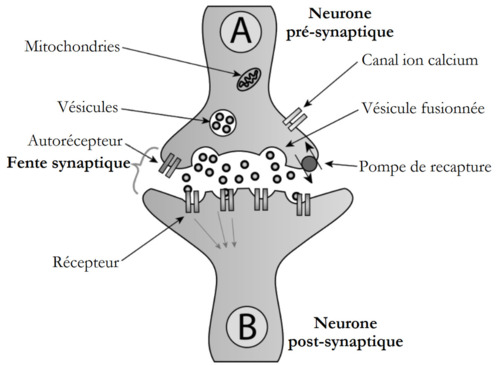 A
Neurone
pré-synaptique
Mitochondries
Canal ion calcium
Vésicules
Vésicule fusionnée
Autorécepteur
Fente synaptique
Pompe de recapture
Récepteur
B
Neurone
post-synaptique